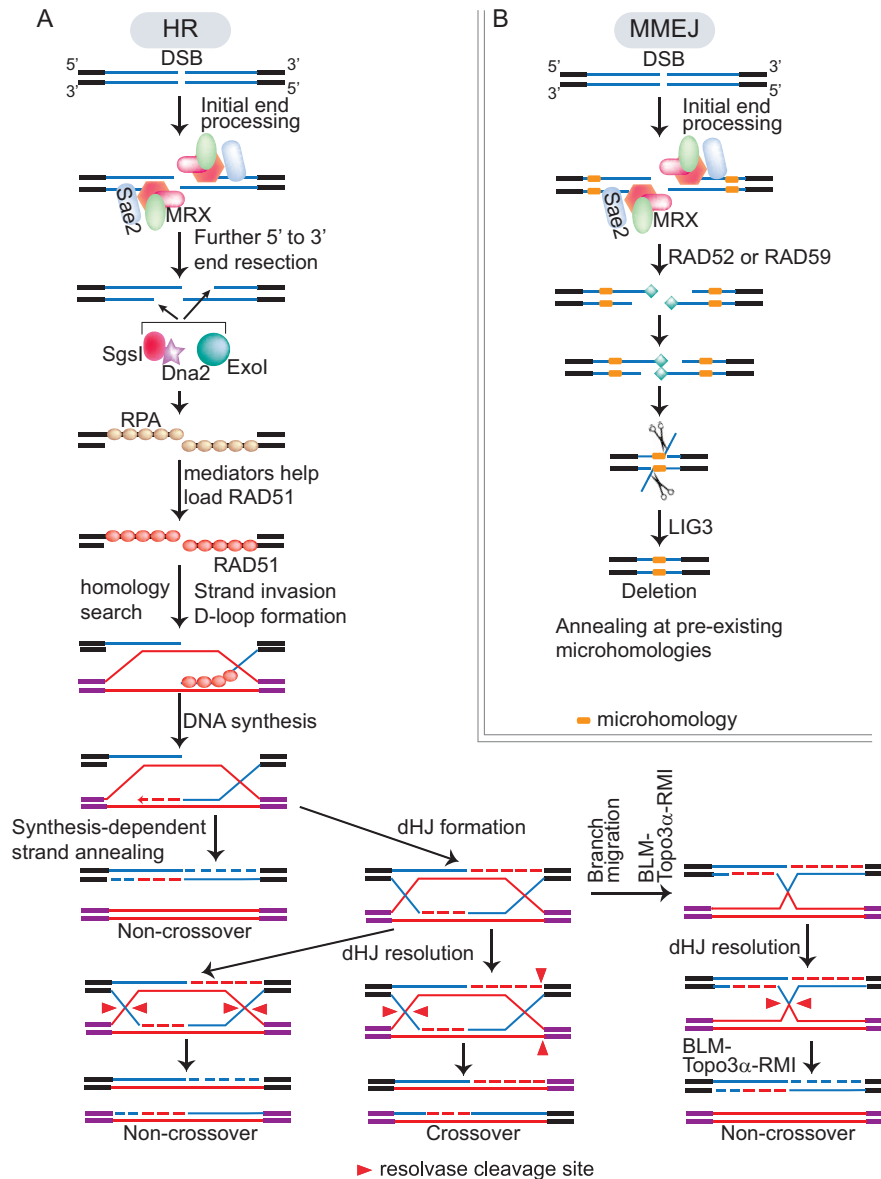 A
HR
DSB
5’
3’
3’
5’
Initial end
processing
Sae2
MRX
Further 5’ to 3’
end resection
SgsI
Dna2
ExoI
RPA
mediators help
load RAD51
RAD51
homology
search
Strand invasion
D-loop formation
DNA synthesis
Synthesis-dependent
strand annealing
Non-crossover
dHJ formation
Branch
migration
BLM-
Topo3α-RMI
dHJ resolution
dHJ resolution
BLM-
Topo3α-RMI
Non-crossover
Crossover
Non-crossover
resolvase cleavage site
B
MMEJ
DSB
5’
3’
3’
5’
Initial end
processing
Sae2
MRX
RAD52 or RAD59
LIG3
Deletion
Annealing at pre-existing
microhomologies
microhomology